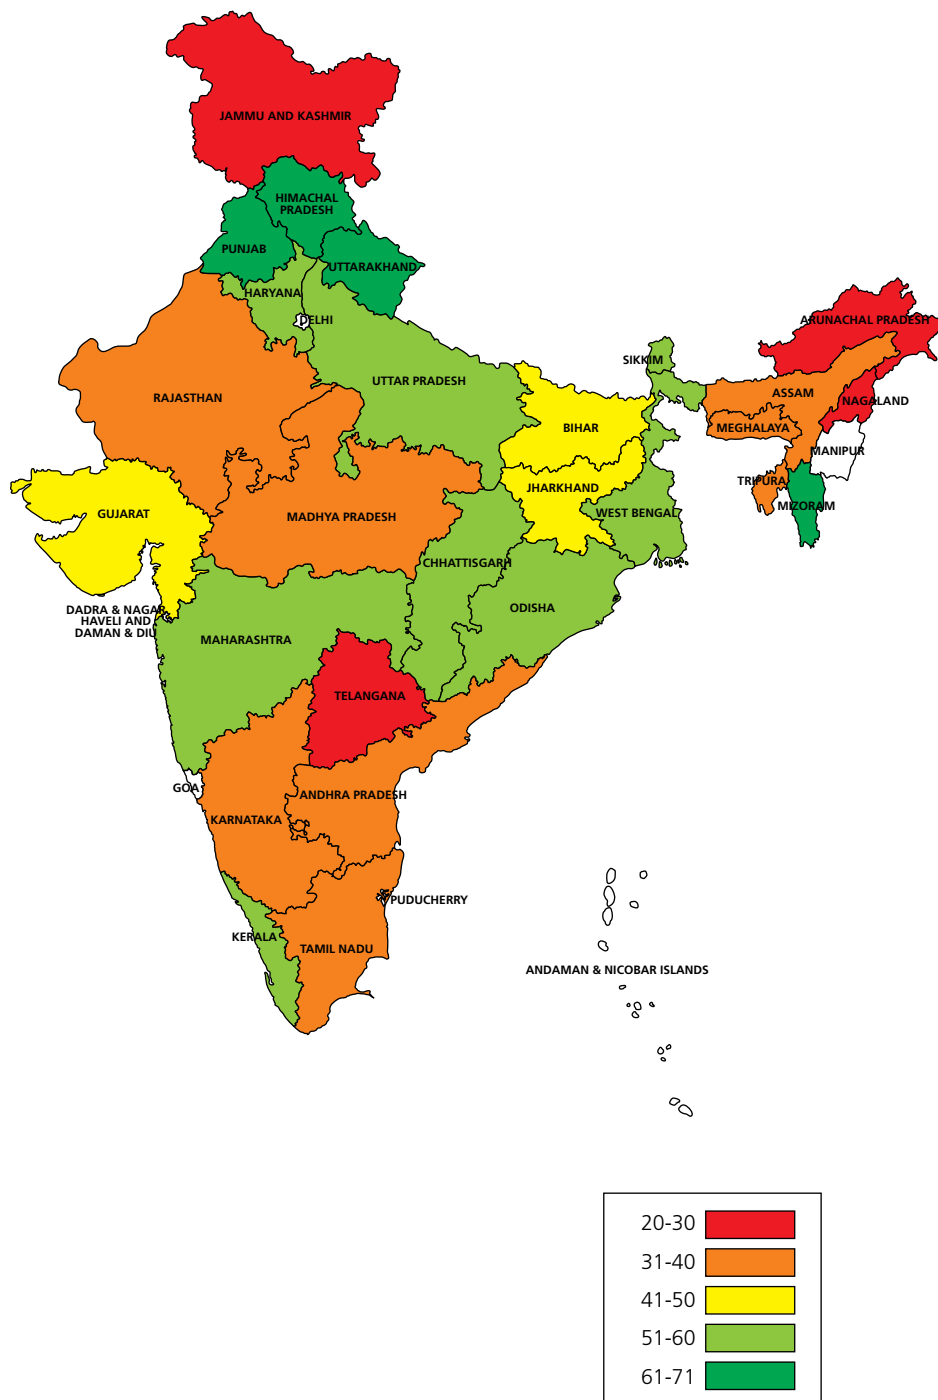 JAMMU AND KASHMIR
HIMACHAL
PRADESH
PUNJAB
UTTARAKHAND
HARYANA
DELHI
ARUNACHAL PRADESH
SIKKIM
UTTAR PRADESH
ASSAM
RAJASTHAN
NAGALAND
BIHAR
MEGHALAYA
MANIPUR
TRIPURA
JHARKHAND
MIZORAM
GUJARAT
WEST BENGAL
MADHYA PRADESH
CHHATTISGARH
ODISHA
DADRA & NAGAR
HAVELI AND
DAMAN & DIU
MAHARASHTRA
TELANGANA
GOA
ANDHRA PRADESH
KARNATAKA
PUDUCHERRY
KERALA
TAMIL NADU
ANDAMAN & NICOBAR ISLANDS
20-30
31-40
41-50
51-60
61-71